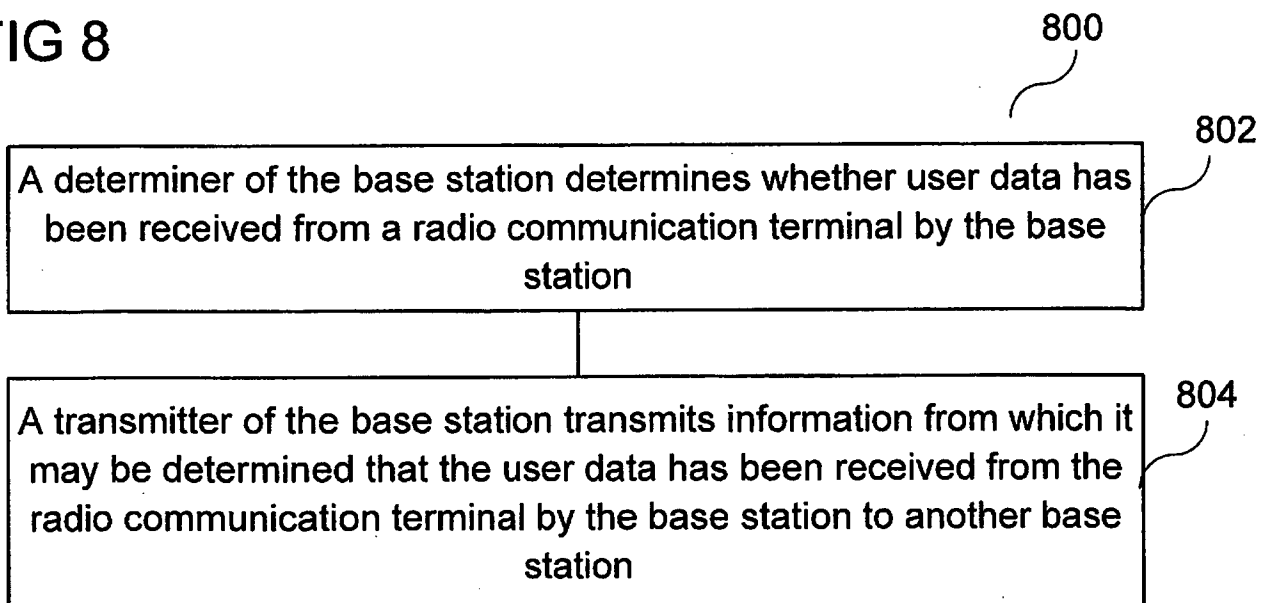 FIG 8
800
802
A determiner of the base station determines whether user data has
been received from a radio communication terminal by the base
station
804
A transmitter of the base station transmits information from which it
may be determined that the user data has been received from the
radio communication terminal by the base station to another base
station